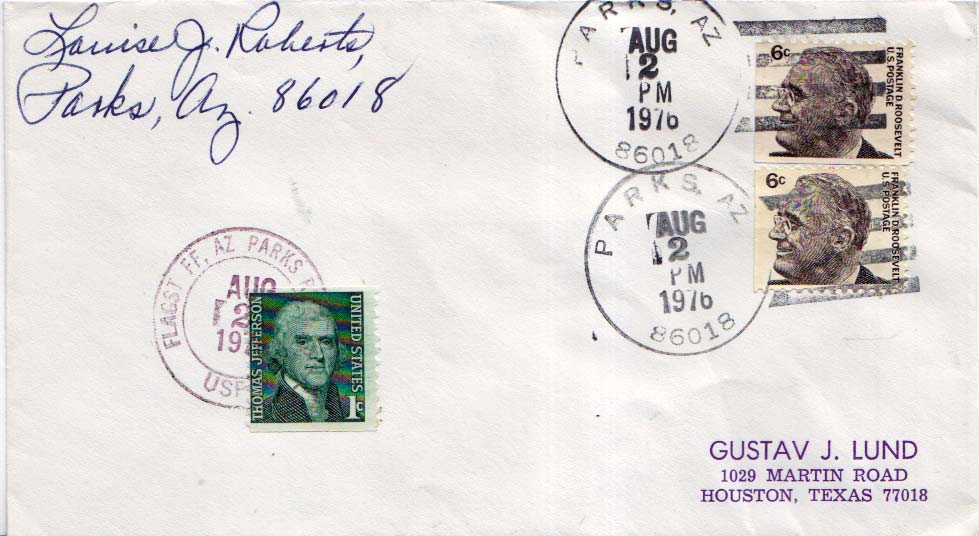 Louise J. Roberts,
Parks, Az. 86018
PARKS, AZ
AUG
2
PM
1976
86018
6c
FRANKLIN D. ROOSEVELT
U.S. POSTAGE
PARKS, AZ
AUG
2
PM
1976
86018
6c
FRANKLIN D. ROOSEVELT
U.S. POSTAGE
FLAGST FF, AZ PARKS
AUG
2
THOMAS JEFFERSON
UNITED STATES
1c
GUSTAV J. LUND
1029 MARTIN ROAD
HOUSTON, TEXAS 77018